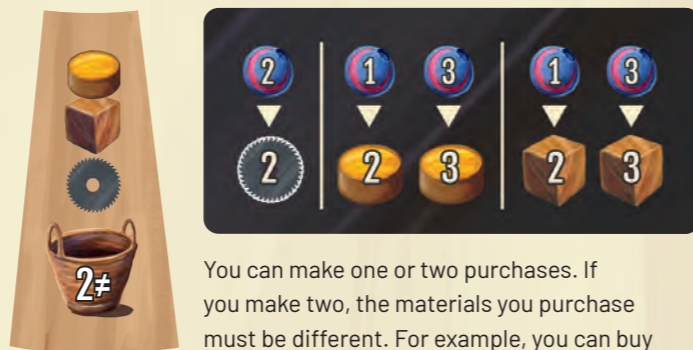 2≠
2 1 3 1 3
2 2 3 2 3
You can make one or two purchases. If
you make two, the materials you purchase
must be different. For example, you can buy